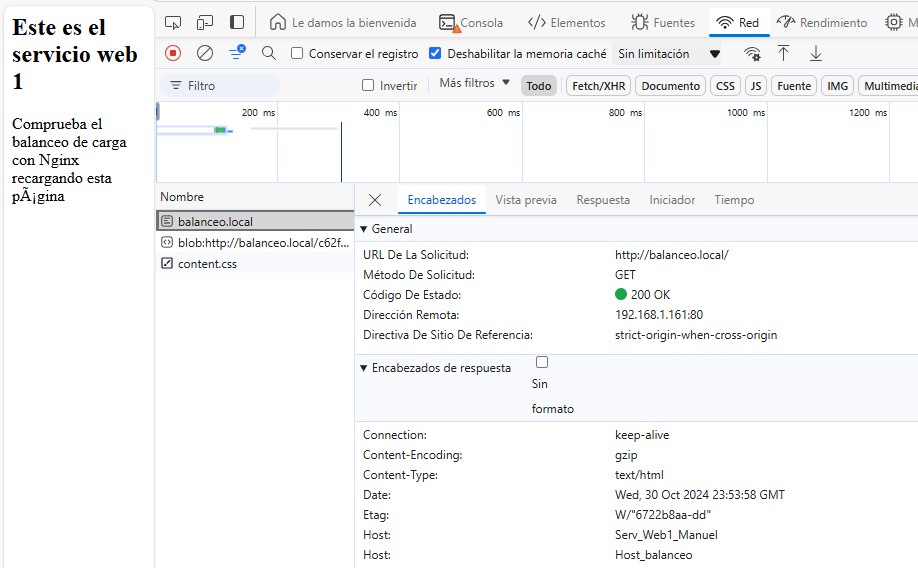 Este es el
servicio web
1
Comprueba el
balanceo de carga
con Nginx
recargando esta
pÃ¡gina
Le damos la bienvenida Consola Elementos Fuentes Red Rendimiento M
Conservar el registro Deshabilitar la memoria caché Sin limitación
Filtro Invertir Más filtros Todo Fetch/XHR Documento CSS JS Fuente IMG Multimedia
200 ms 400 ms 600 ms 800 ms 1000 ms 1200 ms
Nombre
balanceo.local
blob:http://balanceo.local/c62f...
content.css
Encabezados Vista previa Respuesta Iniciador Tiempo
General
URL De La Solicitud: http://balanceo.local/
Método De Solicitud: GET
Código De Estado: 200 OK
Dirección Remota: 192.168.1.161:80
Directiva De Sitio De Referencia: strict-origin-when-cross-origin
Encabezados de respuesta
Sin
formato
Connection: keep-alive
Content-Encoding: gzip
Content-Type: text/html
Date: Wed, 30 Oct 2024 23:53:58 GMT
Etag: W/"6722b8aa-dd"
Host: Serv_Web1_Manuel
Host: Host_balanceo